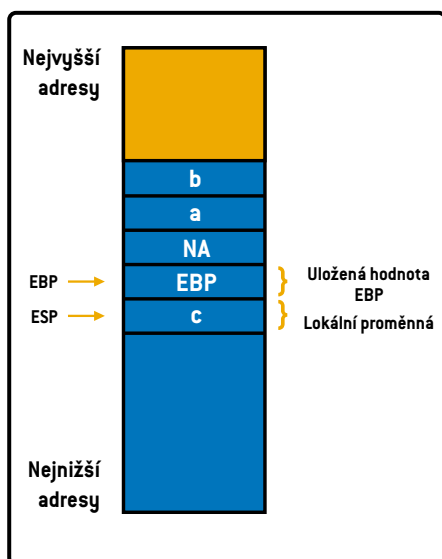 Nejvyšší
adresy
b
a
NA
EBP
EBP
Uložená hodnota
EBP
ESP
c
Lokální proměnná
Nejnižší
adresy